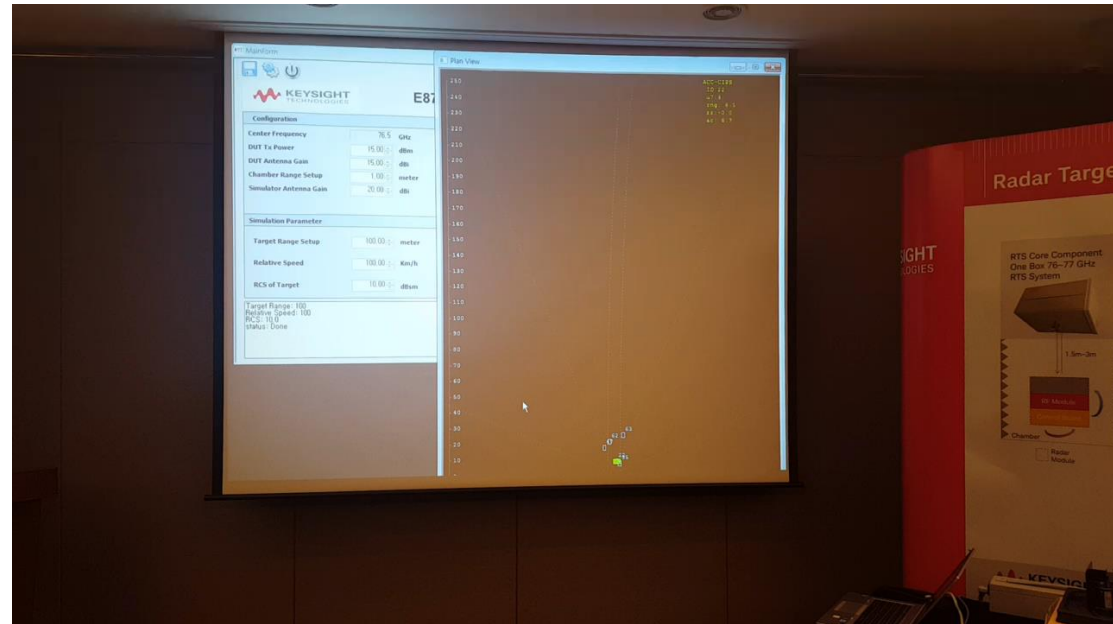 MainForm
KEYSIGHT
TECHNOLOGIES
E87
Configuration
Center Frequency 76.5 GHz
DUT Tx Power 15.00 dBm
DUT Antenna Gain 15.00 dBi
Chamber Range Setup 1.00 meter
Simulator Antenna Gain 20.00 dBi
Simulation Parameter
Target Range Setup 100.00 meter
Relative Speed 100.00 Km/h
RCS of Target 10.00 dBsm
Target Range: 100
Relative Speed: 100
RCS: 10.0
status: Done
Plan View
250
240
230
220
210
200
190
180
170
160
150
140
130
120
110
100
90
80
70
60
50
40
30
20
10
63
62
Radar Targe
SIGHT
LOGIES
RTS Core Component
One Box 76-77 GHz
RTS System
1.5m~3m
RF Module
Chamber
Radar
Module
KEYSIG